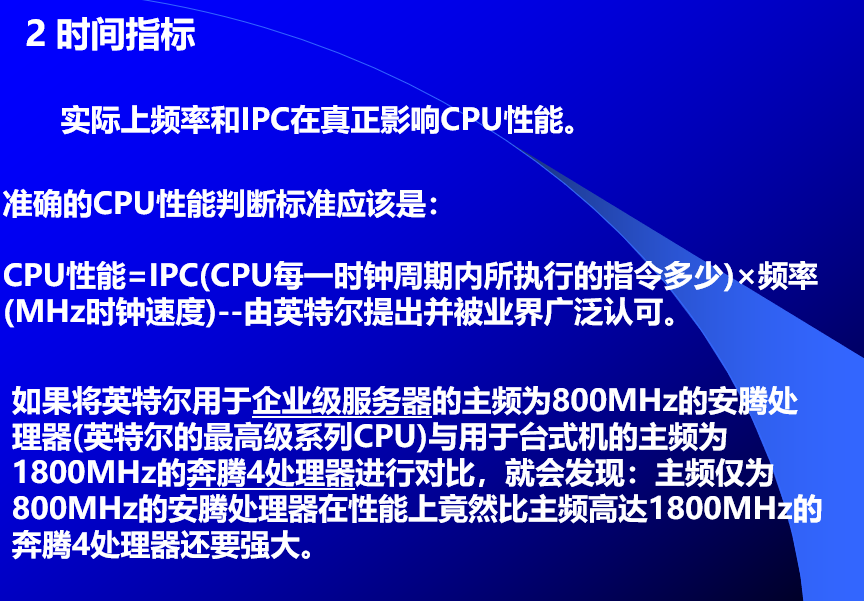 2 时间指标
实际上频率和IPC在真正影响CPU性能。
准确的CPU性能判断标准应该是：
CPU性能=IPC(CPU每一时钟周期内所执行的指令多少)×频率
(MHz时钟速度)--由英特尔提出并被业界广泛认可。
如果将英特尔用于企业级服务器的主频为800MHz的安腾处
理器(英特尔的最高级系列CPU)与用于台式机的主频为
1800MHz的奔腾4处理器进行对比，就会发现：主频仅为
800MHz的安腾处理器在性能上竟然比主频高达1800MHz的
奔腾4处理器还要强大。